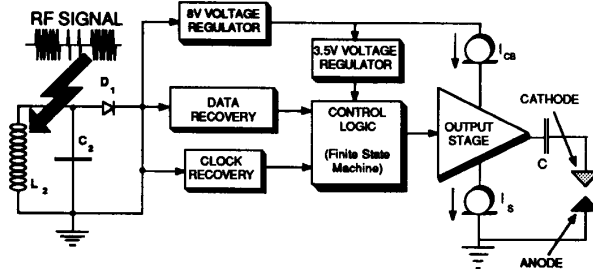 RF SIGNAL
8V VOLTAGE
REGULATOR
3.5V VOLTAGE
REGULATOR
I CB
D 1
DATA
RECOVERY
CONTROL
LOGIC
(Finite State
Machine)
OUTPUT
STAGE
CATHODE
C
C 2
L 2
CLOCK
RECOVERY
I S
ANODE